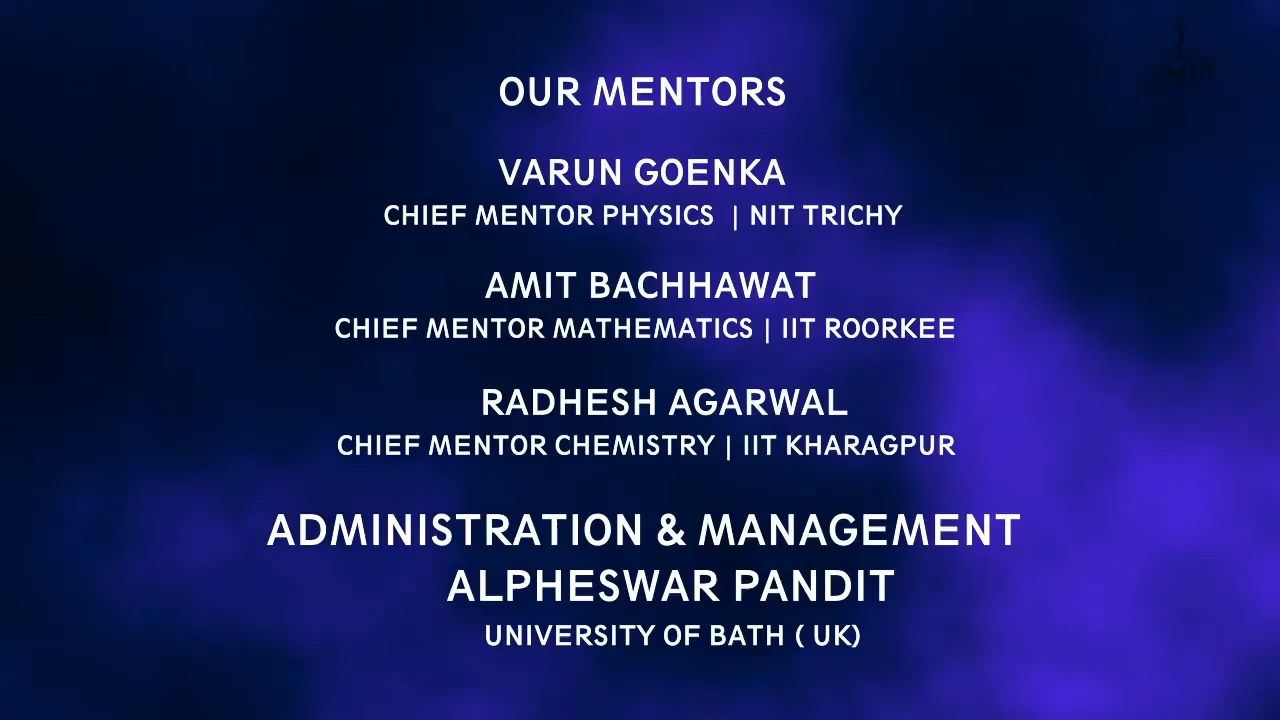 OUR MENTORS
VARUN GOENKA
CHIEF MENTOR PHYSICS | NIT TRICHY
AMIT BACHHAWAT
CHIEF MENTOR MATHEMATICS | IIT ROORKEE
RADHESH AGARWAL
CHIEF MENTOR CHEMISTRY | IIT KHARAGPUR
ADMINISTRATION & MANAGEMENT
ALPHESWAR PANDIT
UNIVERSITY OF BATH ( UK)